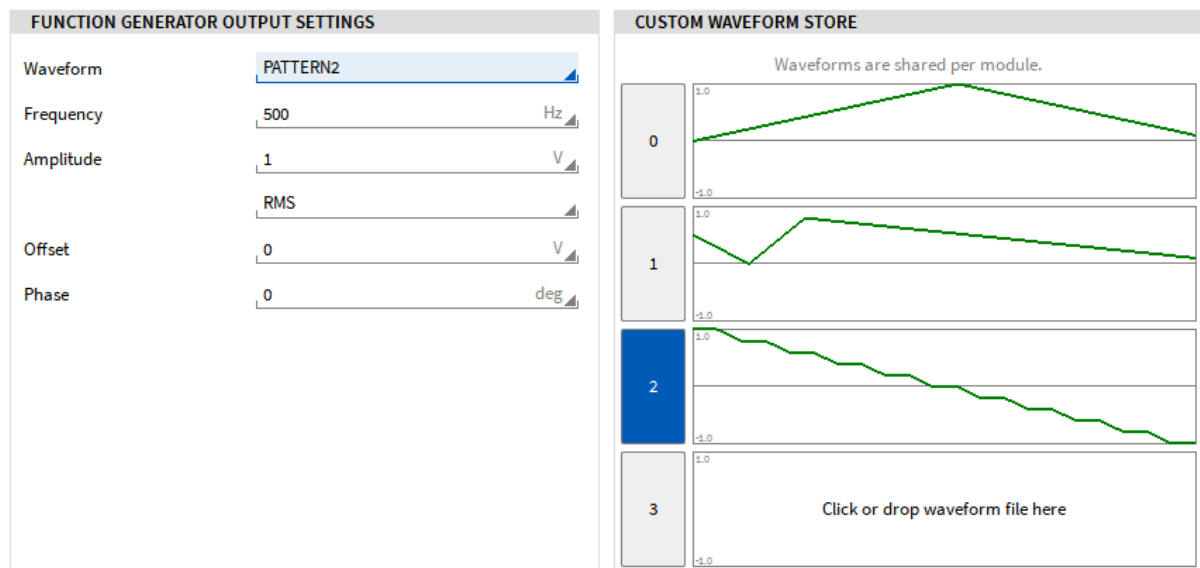 FUNCTION GENERATOR OUTPUT SETTINGS
Waveform PATTERN2
Frequency 500 Hz
Amplitude 1 V
RMS
Offset 0 V
Phase 0 deg
CUSTOM WAVEFORM STORE
Waveforms are shared per module.
1.0
0
-1.0
1.0
1
-1.0
1.0
2
-1.0
1.0
3 Click or drop waveform file here
-1.0